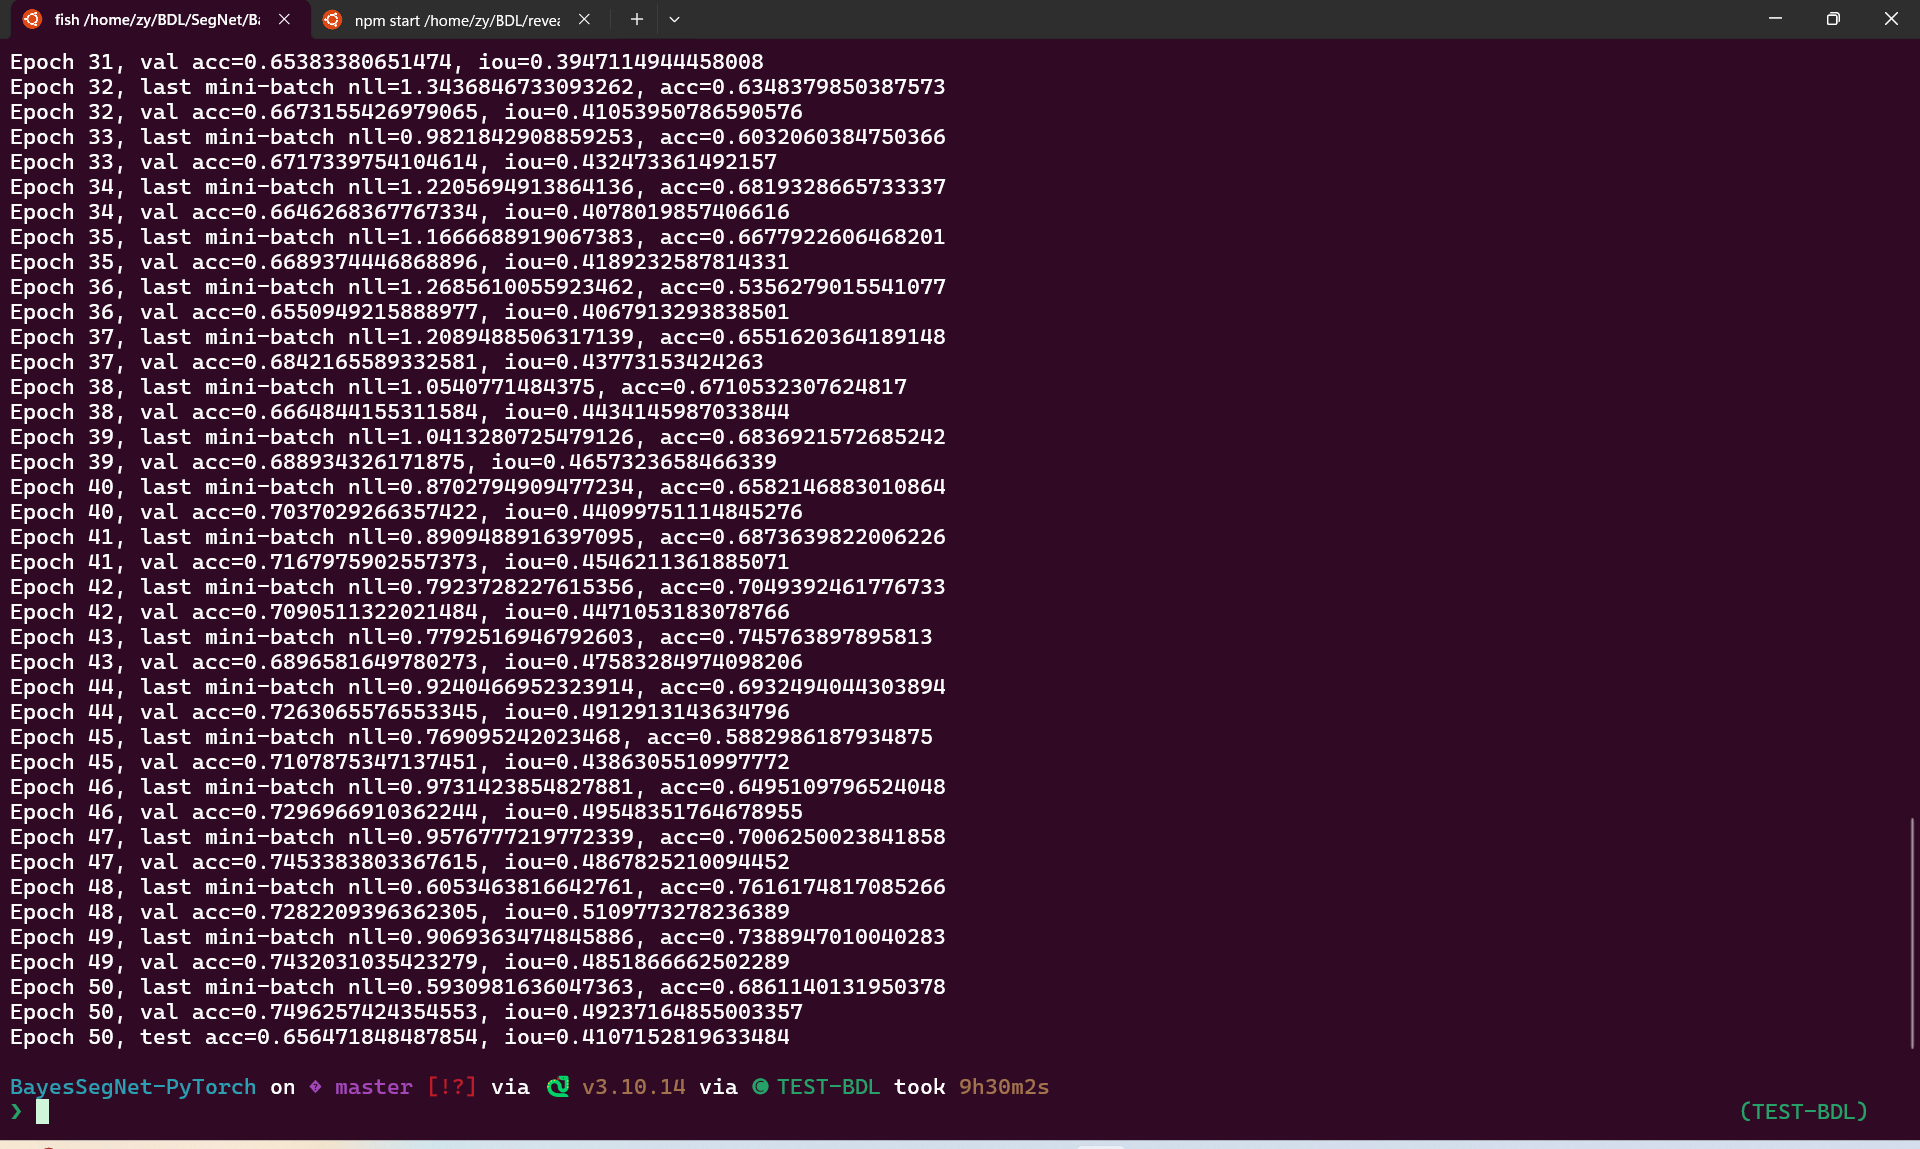 fish /home/zy/BDL/SegNet/Ba
npm start /home/zy/BDL/revea
Epoch 31, val acc=0.65383380651474, iou=0.3947114944458008
Epoch 32, last mini-batch nll=1.3436846733093262, acc=0.6348379850387573
Epoch 32, val acc=0.6673155426979065, iou=0.41053950786590576
Epoch 33, last mini-batch nll=0.9821842908859253, acc=0.6032060384750366
Epoch 33, val acc=0.6717339754104614, iou=0.432473361492157
Epoch 34, last mini-batch nll=1.2205694913864136, acc=0.6819328665733337
Epoch 34, val acc=0.6646268367767334, iou=0.4078019857406616
Epoch 35, last mini-batch nll=1.1666688919067383, acc=0.6677922606468201
Epoch 35, val acc=0.6689374446868896, iou=0.4189232587814331
Epoch 36, last mini-batch nll=1.2685610055923462, acc=0.5356279015541077
Epoch 36, val acc=0.6550949215888977, iou=0.4067913293838501
Epoch 37, last mini-batch nll=1.2089488506317139, acc=0.6551620364189148
Epoch 37, val acc=0.6842165589332581, iou=0.43773153424263
Epoch 38, last mini-batch nll=1.0540771484375, acc=0.6710532307624817
Epoch 38, val acc=0.6664844155311584, iou=0.4434145987033844
Epoch 39, last mini-batch nll=1.0413280725479126, acc=0.6836921572685242
Epoch 39, val acc=0.688934326171875, iou=0.4657323658466339
Epoch 40, last mini-batch nll=0.8702794909477234, acc=0.6582146883010864
Epoch 40, val acc=0.7037029266357422, iou=0.44099751114845276
Epoch 41, last mini-batch nll=0.8909488916397095, acc=0.6873639822006226
Epoch 41, val acc=0.7167975902557373, iou=0.4546211361885071
Epoch 42, last mini-batch nll=0.7923728227615356, acc=0.7049392461776733
Epoch 42, val acc=0.7090511322021484, iou=0.4471053183078766
Epoch 43, last mini-batch nll=0.7792516946792603, acc=0.745763897895813
Epoch 43, val acc=0.6896581649780273, iou=0.47583284974098206
Epoch 44, last mini-batch nll=0.9240466952323914, acc=0.6932494044303894
Epoch 44, val acc=0.7263065576553345, iou=0.4912913143634796
Epoch 45, last mini-batch nll=0.769095242023468, acc=0.5882986187934875
Epoch 45, val acc=0.7107875347137451, iou=0.4386305510997772
Epoch 46, last mini-batch nll=0.9731423854827881, acc=0.6495109796524048
Epoch 46, val acc=0.7296966910362244, iou=0.49548351764678955
Epoch 47, last mini-batch nll=0.9576777219772339, acc=0.7006250023841858
Epoch 47, val acc=0.7453383803367615, iou=0.4867825210094452
Epoch 48, last mini-batch nll=0.6053463816642761, acc=0.7616174817085266
Epoch 48, val acc=0.7282209396362305, iou=0.5109773278236389
Epoch 49, last mini-batch nll=0.9069363474845886, acc=0.7388947010040283
Epoch 49, val acc=0.7432031035423279, iou=0.4851866662502289
Epoch 50, last mini-batch nll=0.5930981636047363, acc=0.6861140131950378
Epoch 50, val acc=0.7496257424354553, iou=0.49237164855003357
Epoch 50, test acc=0.656471848487854, iou=0.4107152819633484
BayesSegNet-PyTorch on � master [!?] via 🐍 v3.10.14 via 🅒 TEST-BDL took 9h30m2s
❯ (TEST-BDL)